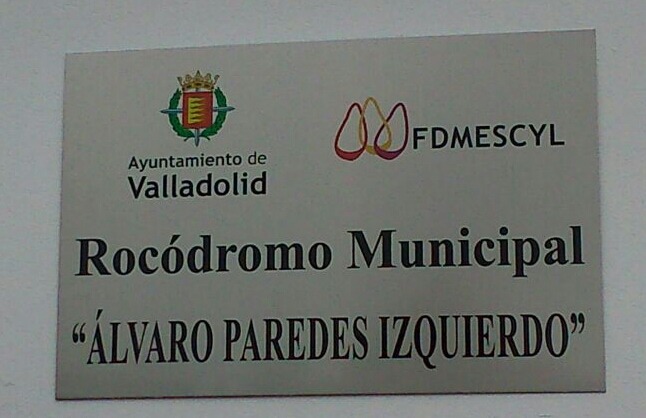 Ayuntamiento de
Valladolid
FDMESCYL
Rocódromo Municipal
“ÁLVARO PAREDES IZQUIERDO”